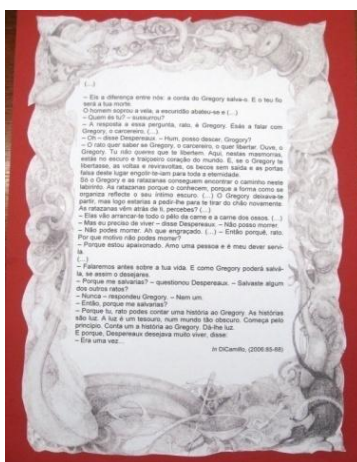 (…)
– Eis a diferença entre nós: a corda do Gregory salva-o. E o teu fio
será a tua morte.
O homem soprou a vela, a escuridão abateu-se e (…)
– Quem és tu? – sussurrou?
– A resposta a essa pergunta, rato, é Gregory. Estás a falar com
Gregory, o carcereiro, (…).
– Oh – disse Despereaux. – Hum, posso descer, Gregory?
– O rato quer saber se Gregory, o carcereiro, o quer libertar. Ouve, o
Gregory. Tu não queres que te libertem. Aqui, nestas masmorras,
estás no escuro e traiçoeiro coração do mundo. E, se o Gregory te
libertasse, as voltas e reviravoltas, os becos sem saída e as portas
falsas deste lugar engolir-te-iam para toda a eternidade.
Só o Gregory e as ratazanas conseguem encontrar o caminho neste
labirinto. As ratazanas porque o conhecem, porque a forma como se
organiza reflecte o seu íntimo escuro. (…) O Gregory deixava-te
partir, mas logo estarias a pedir-lhe para te tirar do chão novamente.
As ratazanas vêm atrás de ti, percebes? (…).
– Elas vão arrancar-te todo o pêlo da carne e a carne dos ossos. (…)
– Mas eu preciso de viver – disse Despereaux. – Não posso morrer.
– Não podes morrer. Ah que engraçado. (…) – Então porquê, rato.
Por que motivo não podes morrer?
– Porque estou apaixonado. Amo uma pessoa e é meu dever servi-
la.
(…)
– Falaremos antes sobre a tua vida. E como Gregory poderá salvá-
la, se assim o desejares.
– Porque me salvarias? – questionou Despereaux. – Salvaste algum
dos outros ratos?
– Nunca – respondeu Gregory. – Nem um.
– Então, porque me salvarias?
– Porque tu, rato podes contar uma história ao Gregory. As histórias
são luz. A luz é um tesouro, num mundo tão obscuro. Começa pelo
princípio. Conta um a história ao Gregory. Dá-lhe luz.
E porque, Despereaux desejava muito viver, disse:
– Era uma vez…
In DiCamillo, (2006:65-68)